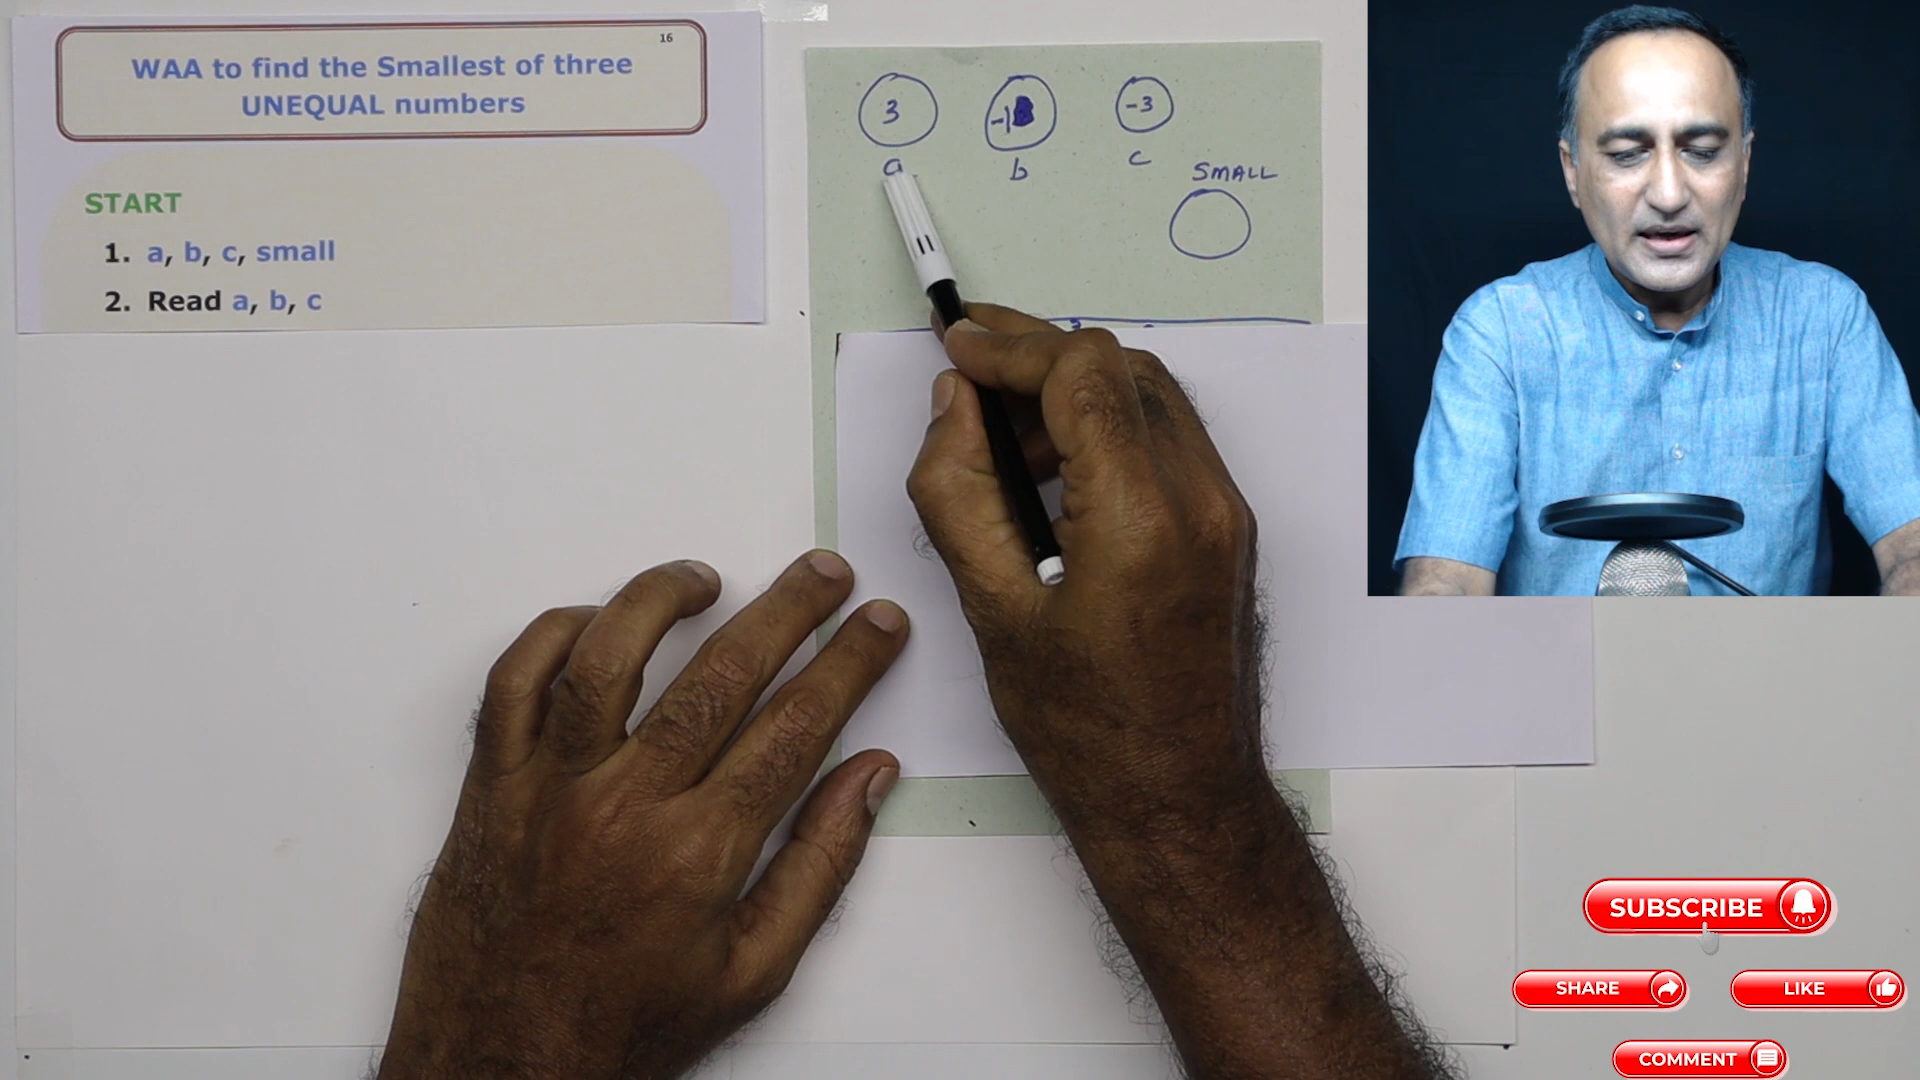 16
WAA to find the Smallest of three
UNEQUAL numbers
START
1. a, b, c, small
2. Read a, b, c
3 -1 -3
a b c
SMALL
SUBSCRIBE
SHARE LIKE
COMMENT